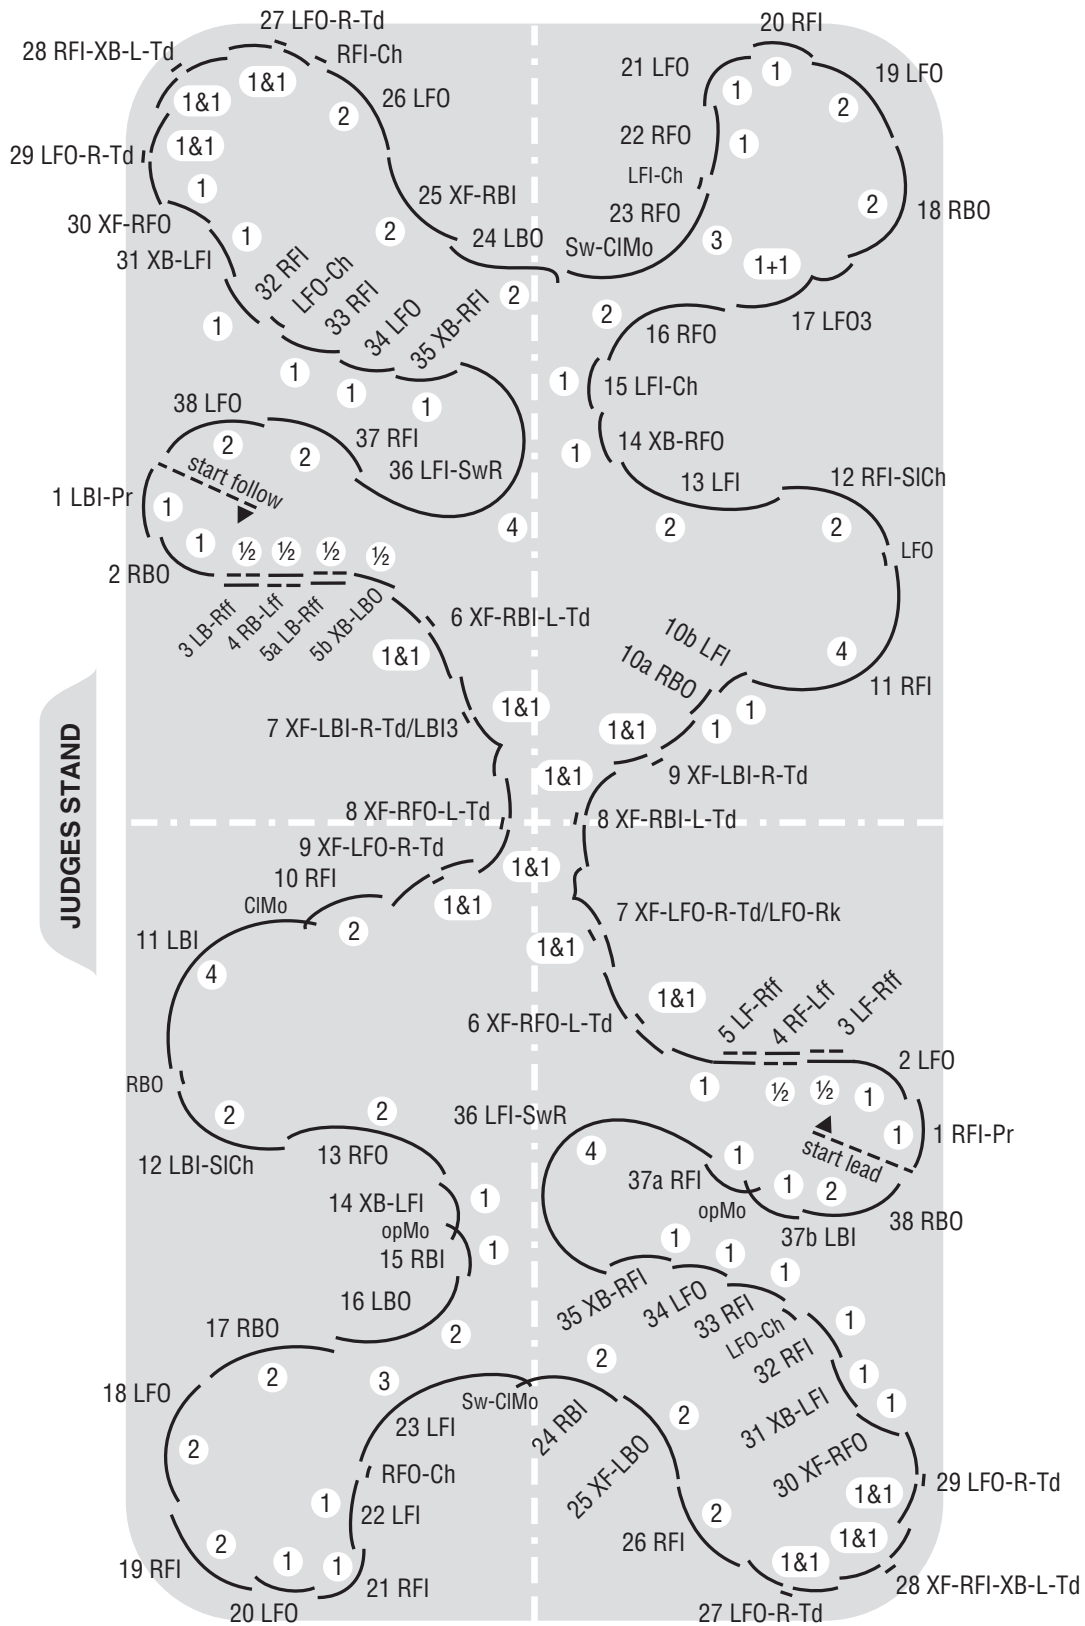 27 LFO-R-Td
28 RFI-XB-L-Td
RFI-Ch
1&1
1&1
26 LFO
2
1&1
29 LFO-R-Td
1
25 XF-RBI
30 XF-RFO
2
24 LBO
31 XB-LFI
1
32 RFI
LFO-Ch
33 RFI
34 LFO
35 XB-RFI
2
1
1
1
1
38 LFO
2
2
37 RFI
36 LFI-SwR
4
start follow
1 LBI-Pr
1
1
2 RBO
½
½
½
½
3 LB-Rff
4 RB-Lff
5a LB-Rff
5b XB-LBO
6 XF-RBI-L-Td
1&1
1&1
7 XF-LBI-R-Td/LBI3
8 XF-RFO-L-Td
1&1
9 XF-LFO-R-Td
1&1
10 RFI
ClMo
2
11 LBI
4
RBO
2
2
12 LBI-SlCh
13 RFO
14 XB-LFI
1
opMo
15 RBI
1
16 LBO
2
17 RBO
2
18 LFO
2
3
Sw-ClMo
23 LFI
RFO-Ch
22 LFI
1
19 RFI
2
1
1
21 RFI
20 LFO
20 RFI
21 LFO
1
1
19 LFO
2
22 RFO
1
LFI-Ch
23 RFO
Sw-ClMo
3
2
18 RBO
1+1
17 LFO3
2
16 RFO
1
15 LFI-Ch
14 XB-RFO
1
13 LFI
2
12 RFI-SlCh
2
LFO
4
11 RFI
10b LFI
10a RBO
1
1
1&1
9 XF-LBI-R-Td
1&1
8 XF-RBI-L-Td
7 XF-LFO-R-Td/LFO-Rk
1&1
1&1
6 XF-RFO-L-Td
5 LF-Rff
4 RF-Lff
3 LF-Rff
2 LFO
1
½
½
1
1
1 RFI-Pr
start lead
36 LFI-SwR
4
37a RFI
1
opMo
1
2
38 RBO
37b LBI
1
1
1
35 XB-RFI
34 LFO
33 RFI
LFO-Ch
32 RFI
1
1
1
31 XB-LFI
30 XF-RFO
2
24 RBI
2
25 XF-LBO
2
26 RFI
29 LFO-R-Td
1&1
1&1
1&1
28 XF-RFI-XB-L-Td
27 LFO-R-Td
JUDGES STAND